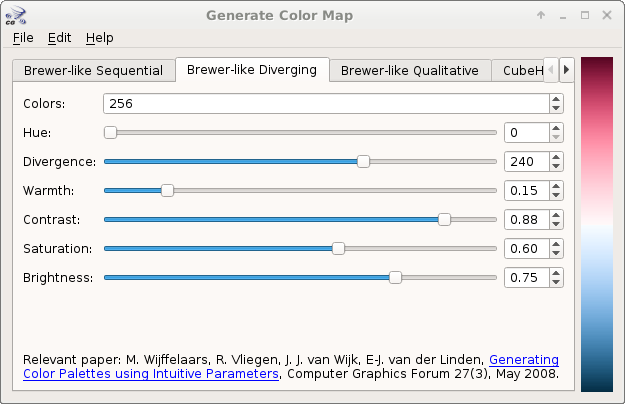 Generate Color Map
File Edit Help
Brewer-like Sequential Brewer-like Diverging Brewer-like Qualitative CubeH
Colors: 256
Hue: 0
Divergence: 240
Warmth: 0.15
Contrast: 0.88
Saturation: 0.60
Brightness: 0.75
Relevant paper: M. Wijffelaars, R. Vliegen, J. J. van Wijk, E-J. van der Linden, Generating
Color Palettes using Intuitive Parameters, Computer Graphics Forum 27(3), May 2008.